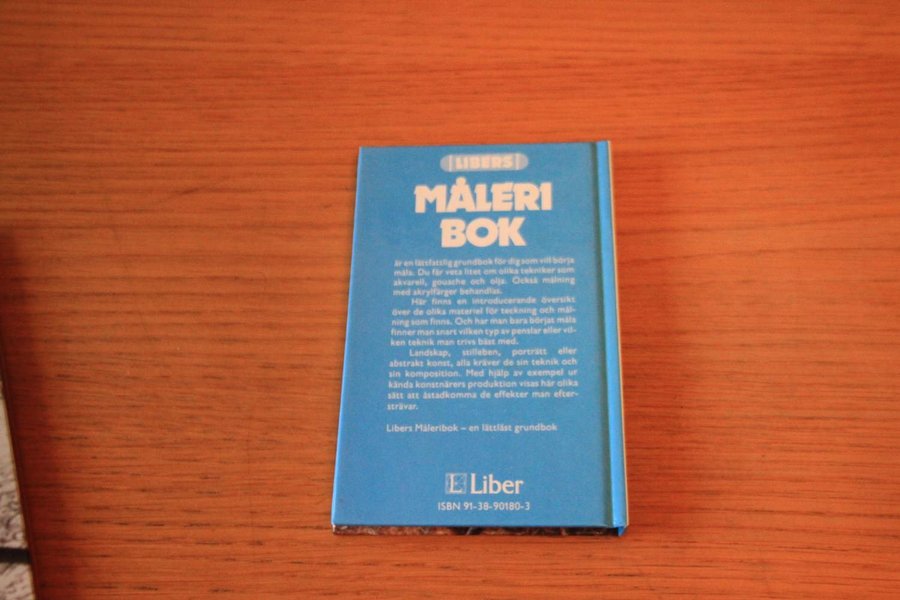 LIBERS
MÅLERI
BOK
är en lättfattlig grundbok för dig som vill börja
måla. Du får veta litet om olika tekniker som
akvarell, gouache och olja. Också målning
med akrylfärger behandlas.
Här finns en introducerande översikt
över de olika materiel för teckning och mål-
ning som finns. Och har man bara börjat måla
finner man snart vilken typ av penslar eller vil-
ken teknik man trivs bäst med.
Landskap, stilleben, porträtt eller
abstrakt konst, alla kräver de sin teknik och
sin komposition. Med hjälp av exempel ur
kända konstnärers produktion visas här olika
sätt att åstadkomma de effekter man efter-
strävar.
Libers Måleribok – en lättläst grundbok
L Liber
ISBN 91-38-90180-3